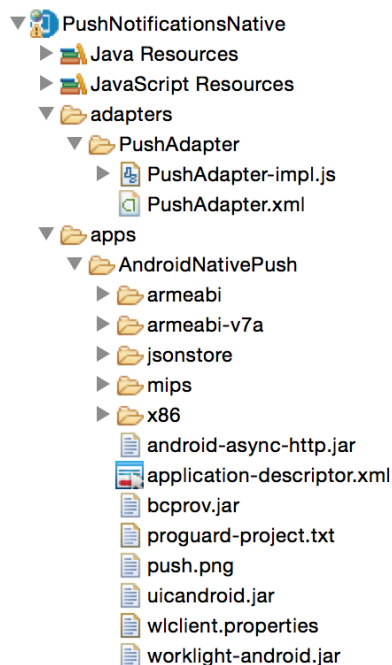 PushNotificationsNative
Java Resources
JavaScript Resources
adapters
PushAdapter
PushAdapter-impl.js
PushAdapter.xml
apps
AndroidNativePush
armeabi
armeabi-v7a
jsonstore
mips
x86
android-async-http.jar
application-descriptor.xml
bcprov.jar
proguard-project.txt
push.png
uicandroid.jar
wlclient.properties
worklight-android.jar